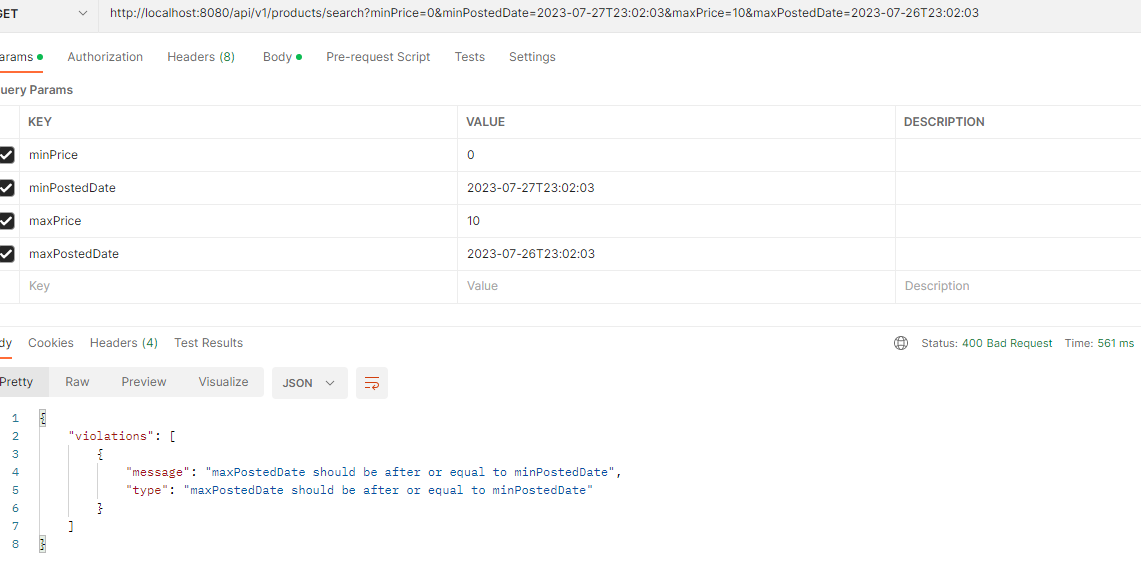 GET http://localhost:8080/api/v1/products/search?minPrice=0&minPostedDate=2023-07-27T23:02:03&maxPrice=10&maxPostedDate=2023-07-26T23:02:03
arams Authorization Headers (8) Body Pre-request Script Tests Settings
uery Params
KEY VALUE DESCRIPTION
minPrice 0
minPostedDate 2023-07-27T23:02:03
maxPrice 10
maxPostedDate 2023-07-26T23:02:03
Key Value Description
dy Cookies Headers (4) Test Results Status: 400 Bad Request Time: 561 ms
Pretty Raw Preview Visualize JSON
1 {
2 "violations": [
3 {
4 "message": "maxPostedDate should be after or equal to minPostedDate",
5 "type": "maxPostedDate should be after or equal to minPostedDate"
6 }
7 ]
8 }